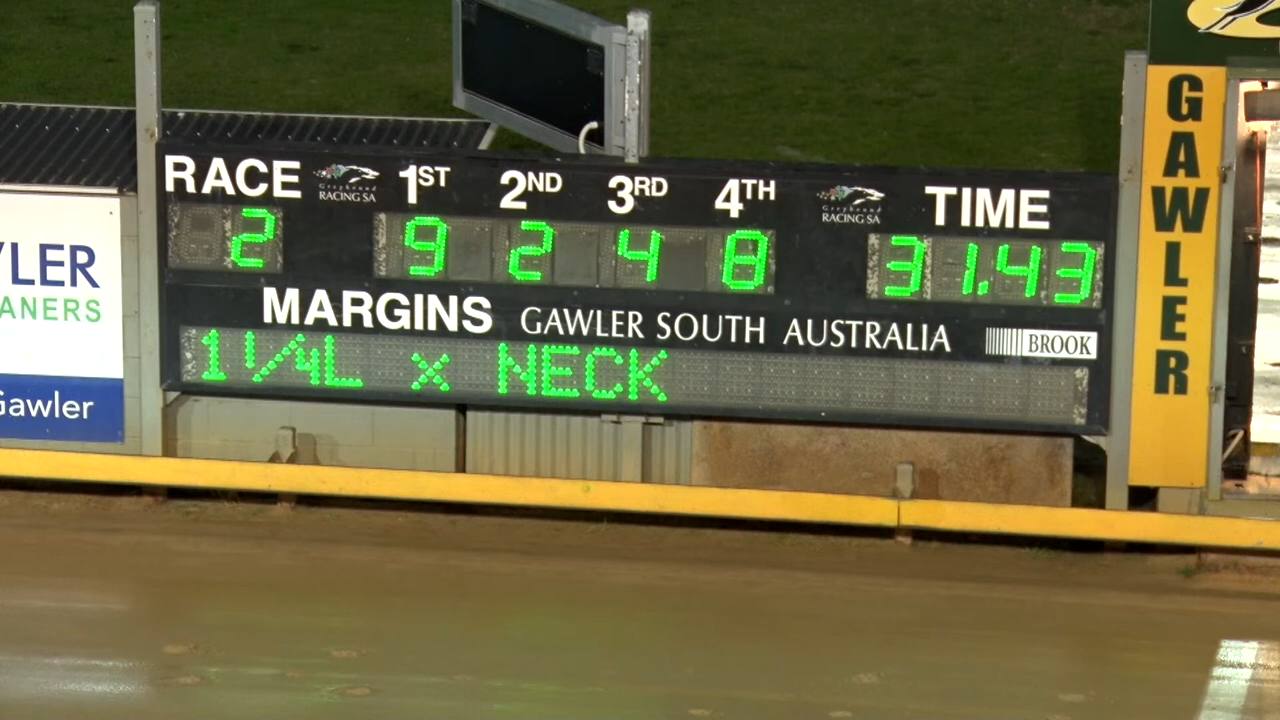 RACE 1ST 2ND 3RD 4TH TIME
Greyhound
RACING SA
Greyhound
RACING SA
2 9 2 4 8 31.43
MARGINS GAWLER SOUTH AUSTRALIA BROOK
1 1/4L x NECK
GAWLER
LER
ANERS
Gawler